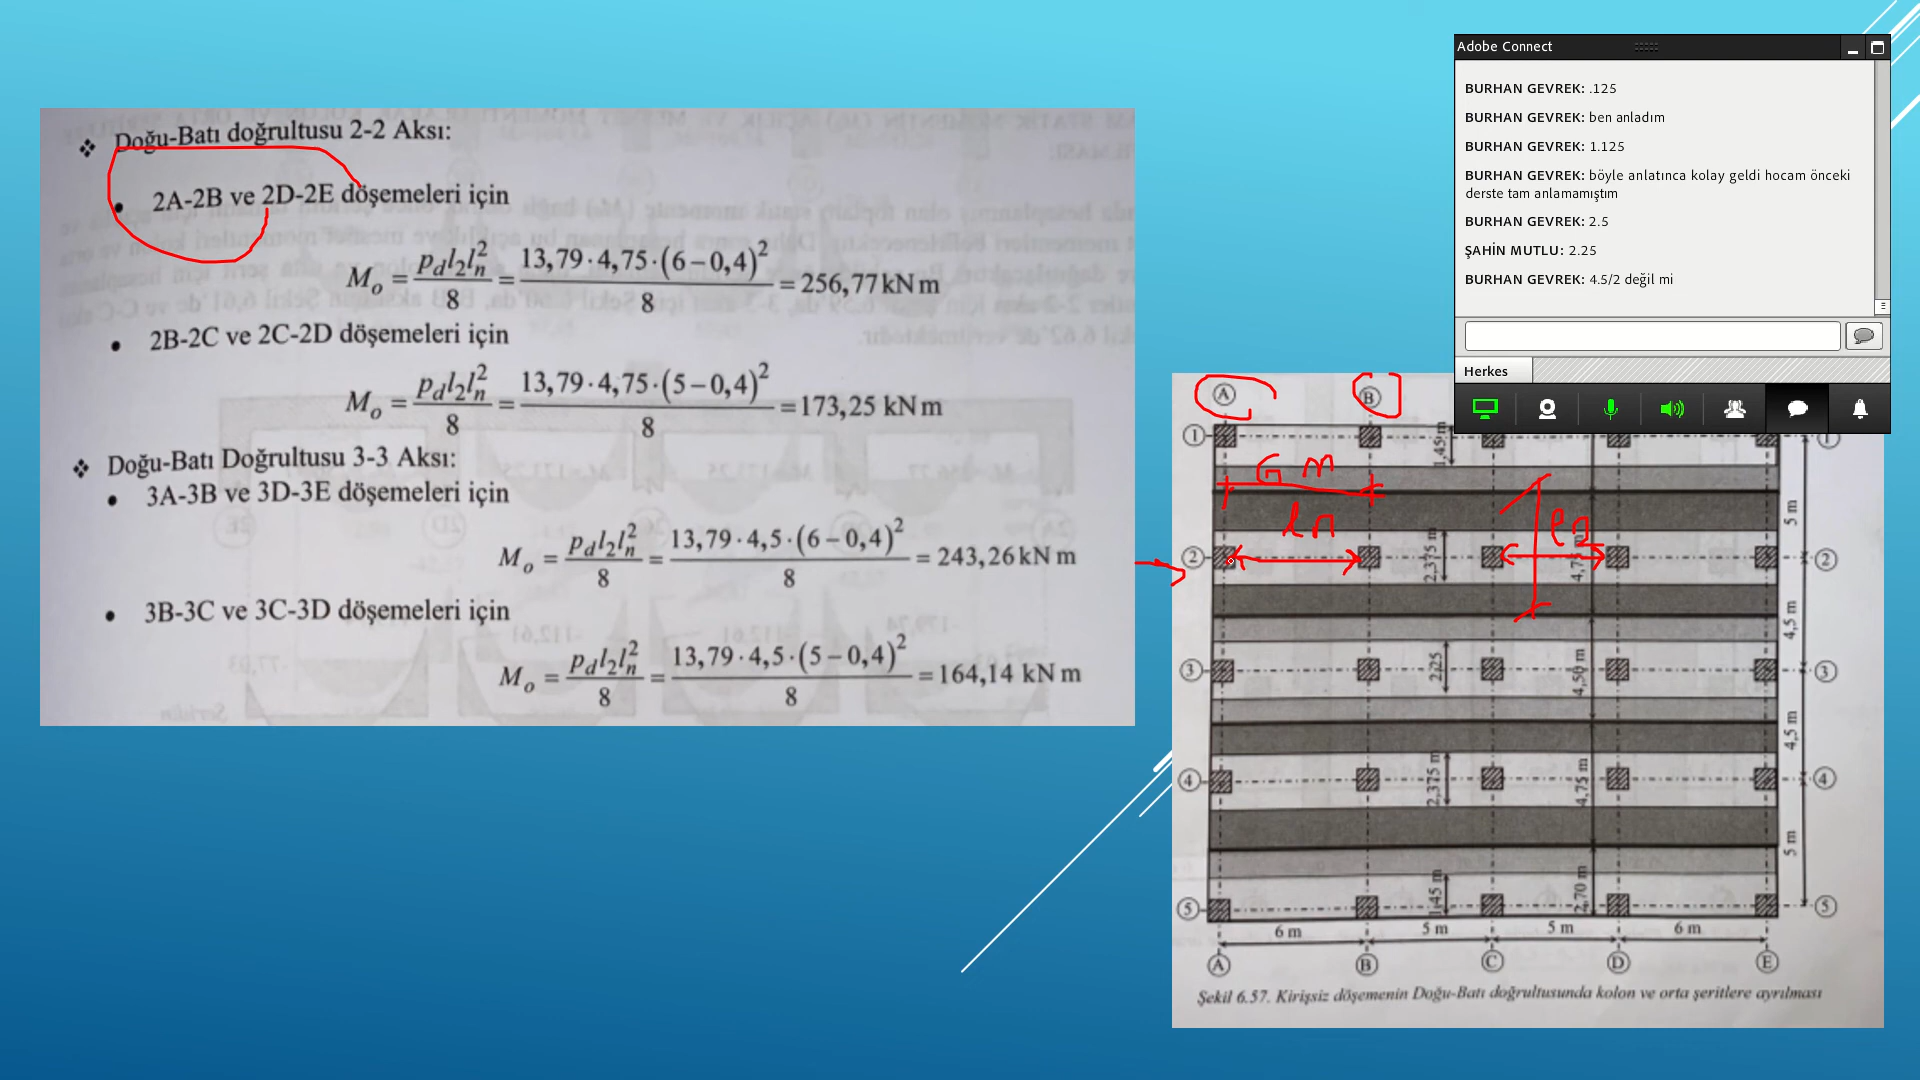 ❖ Doğu-Batı doğrultusu 2-2 Aksı:
• 2A-2B ve 2D-2E döşemeleri için
M_o = p_d l_2 l_n^2 / 8 = 13,79·4,75·(6−0,4)^2 / 8 = 256,77 kN m
• 2B-2C ve 2C-2D döşemeleri için
M_o = p_d l_2 l_n^2 / 8 = 13,79·4,75·(5−0,4)^2 / 8 = 173,25 kN m
❖ Doğu-Batı Doğrultusu 3-3 Aksı:
• 3A-3B ve 3D-3E döşemeleri için
M_o = p_d l_2 l_n^2 / 8 = 13,79·4,5·(6−0,4)^2 / 8 = 243,26 kN m
• 3B-3C ve 3C-3D döşemeleri için
M_o = p_d l_2 l_n^2 / 8 = 13,79·4,5·(5−0,4)^2 / 8 = 164,14 kN m
Adobe Connect
BURHAN GEVREK: .125
BURHAN GEVREK: ben anladım
BURHAN GEVREK: 1.125
BURHAN GEVREK: böyle anlatınca kolay geldi hocam önceki
derste tam anlamamıştım
BURHAN GEVREK: 2.5
ŞAHİN MUTLU: 2.25
BURHAN GEVREK: 4.5/2 değil mi
Herkes
A B
1 1,45 m 1
6 m
ln
5 m
2 2,375 m 4,75 m 2
4,5 m
3 2,25 4,50 m 3
4,5 m
4 2,375 m 4,75 m 4
5 m
5 1,45 m 2,70 m 5
6 m 5 m 5 m 6 m
A B C D E
Şekil 6.57. Kirişsiz döşemenin Doğu-Batı doğrultusunda kolon ve orta şeritlere ayrılması